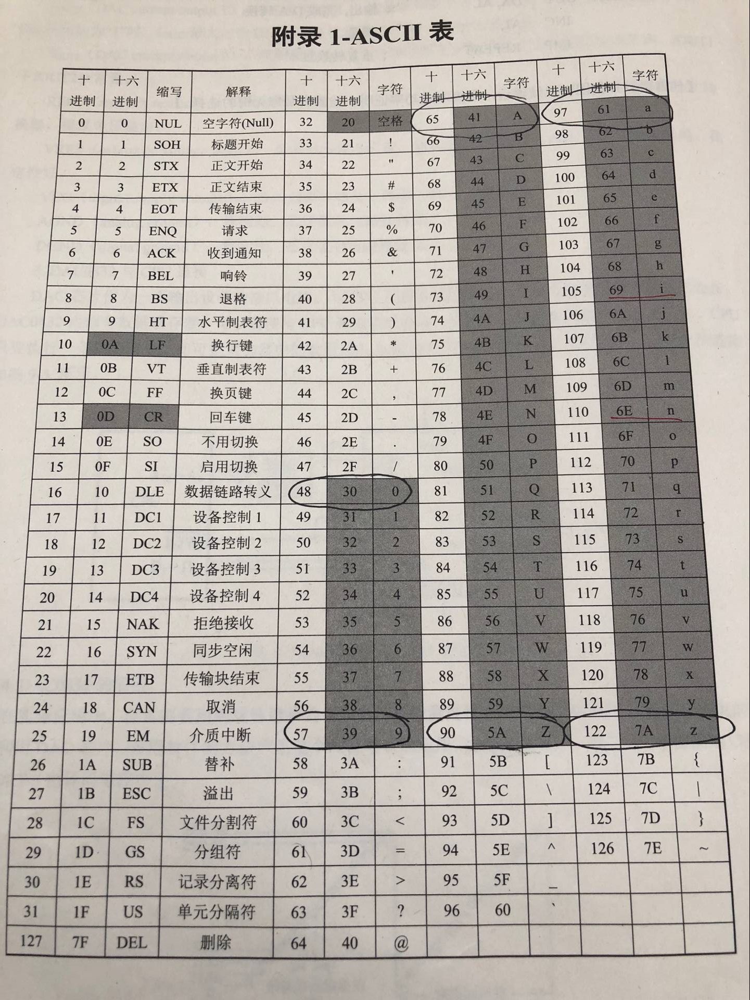 附录 1-ASCII 表
十进制 十六进制 缩写 解释 十进制 十六进制 字符 十进制 十六进制 字符 十进制 十六进制 字符
0 0 NUL 空字符(Null) 32 20 空格 65 41 A 97 61 a
1 1 SOH 标题开始 33 21 ! 66 42 B 98 62 b
2 2 STX 正文开始 34 22 " 67 43 C 99 63 c
3 3 ETX 正文结束 35 23 # 68 44 D 100 64 d
4 4 EOT 传输结束 36 24 $ 69 45 E 101 65 e
5 5 ENQ 请求 37 25 % 70 46 F 102 66 f
6 6 ACK 收到通知 38 26 & 71 47 G 103 67 g
7 7 BEL 响铃 39 27 ' 72 48 H 104 68 h
8 8 BS 退格 40 28 ( 73 49 I 105 69 i
9 9 HT 水平制表符 41 29 ) 74 4A J 106 6A j
10 0A LF 换行键 42 2A * 75 4B K 107 6B k
11 0B VT 垂直制表符 43 2B + 76 4C L 108 6C l
12 0C FF 换页键 44 2C , 77 4D M 109 6D m
13 0D CR 回车键 45 2D - 78 4E N 110 6E n
14 0E SO 不用切换 46 2E . 79 4F O 111 6F o
15 0F SI 启用切换 47 2F / 80 50 P 112 70 p
16 10 DLE 数据链路转义 48 30 0 81 51 Q 113 71 q
17 11 DC1 设备控制 1 49 31 1 82 52 R 114 72 r
18 12 DC2 设备控制 2 50 32 2 83 53 S 115 73 s
19 13 DC3 设备控制 3 51 33 3 84 54 T 116 74 t
20 14 DC4 设备控制 4 52 34 4 85 55 U 117 75 u
21 15 NAK 拒绝接收 53 35 5 86 56 V 118 76 v
22 16 SYN 同步空闲 54 36 6 87 57 W 119 77 w
23 17 ETB 传输块结束 55 37 7 88 58 X 120 78 x
24 18 CAN 取消 56 38 8 89 59 Y 121 79 y
25 19 EM 介质中断 57 39 9 90 5A Z 122 7A z
26 1A SUB 替补 58 3A : 91 5B [ 123 7B {
27 1B ESC 溢出 59 3B ; 92 5C \ 124 7C |
28 1C FS 文件分割符 60 3C < 93 5D ] 125 7D }
29 1D GS 分组符 61 3D = 94 5E ^ 126 7E ~
30 1E RS 记录分离符 62 3E > 95 5F _
31 1F US 单元分隔符 63 3F ? 96 60 `
127 7F DEL 删除 64 40 @